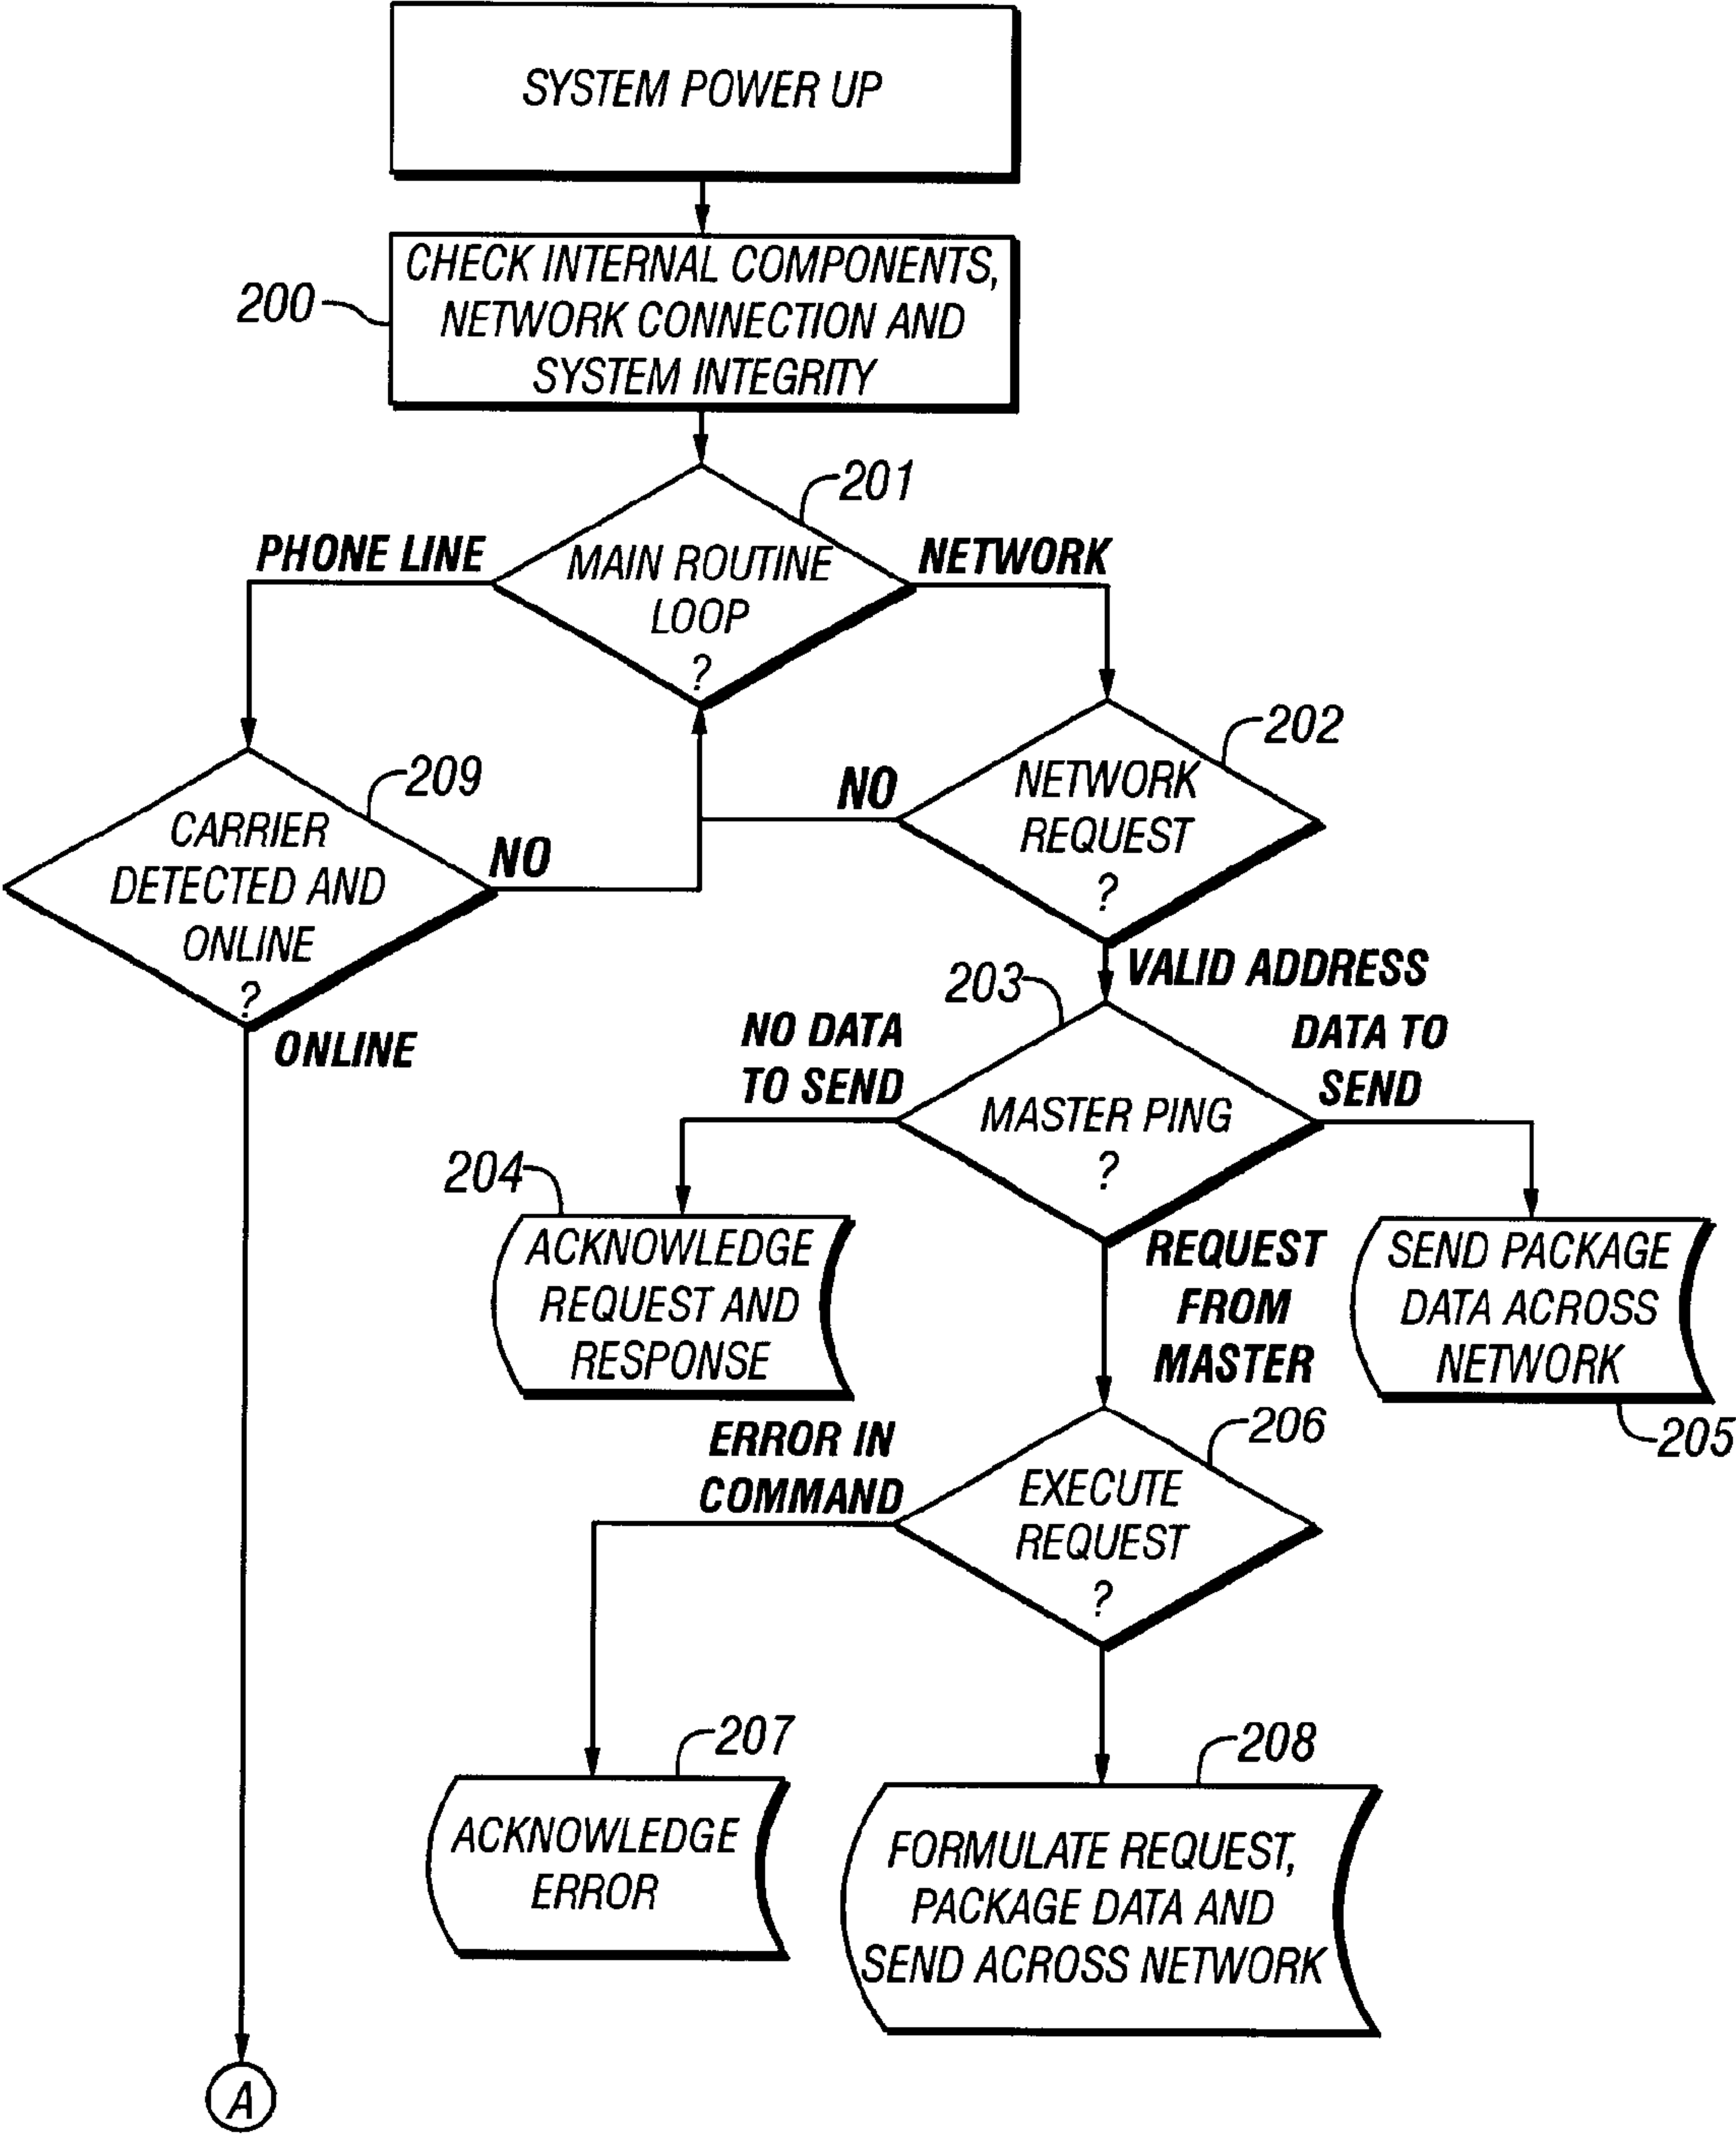 SYSTEM POWER UP
200
CHECK INTERNAL COMPONENTS,
NETWORK CONNECTION AND
SYSTEM INTEGRITY
201
PHONE LINE
MAIN ROUTINE
LOOP
?
NETWORK
209
CARRIER
DETECTED AND
ONLINE
?
NO
ONLINE
202
NETWORK
REQUEST
?
NO
VALID ADDRESS
203
MASTER PING
?
NO DATA
TO SEND
DATA TO
SEND
204
ACKNOWLEDGE
REQUEST AND
RESPONSE
REQUEST
FROM
MASTER
SEND PACKAGE
DATA ACROSS
NETWORK
205
206
ERROR IN
COMMAND
EXECUTE
REQUEST
?
207
ACKNOWLEDGE
ERROR
208
FORMULATE REQUEST,
PACKAGE DATA AND
SEND ACROSS NETWORK
A